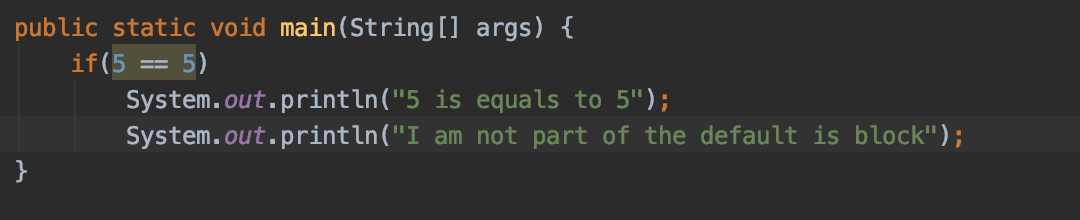 public static void main(String[] args) {
    if(5 == 5)
        System.out.println("5 is equals to 5");
        System.out.println("I am not part of the default is block");
}